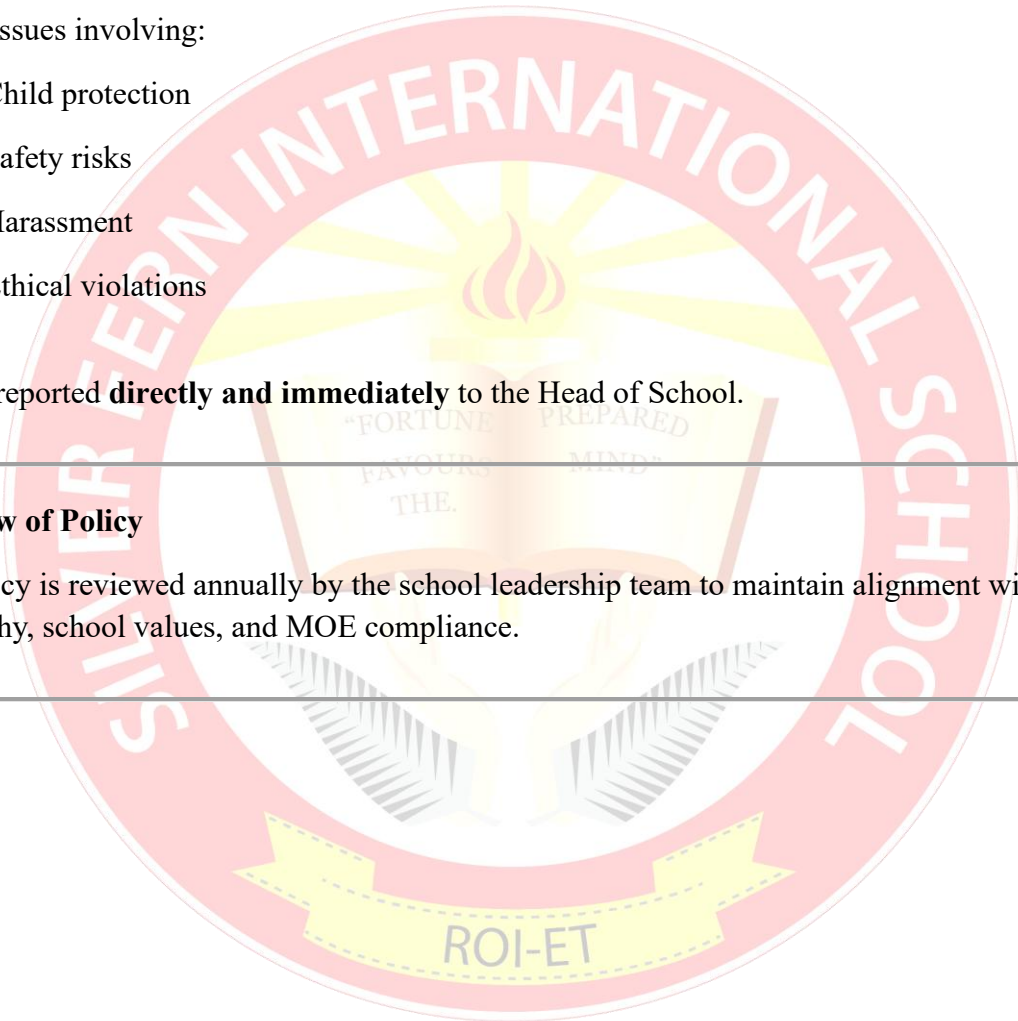 ssues involving:
Child protection
afety risks
Harassment
thical violations
reported directly and immediately to the Head of School.
w of Policy
cy is reviewed annually by the school leadership team to maintain alignment wi
hy, school values, and MOE compliance.
SILVER FERN INTERNATIONAL SCHOOL
“FORTUNE PREPARED
FAVOURS MIND”
THE.
ROI-ET